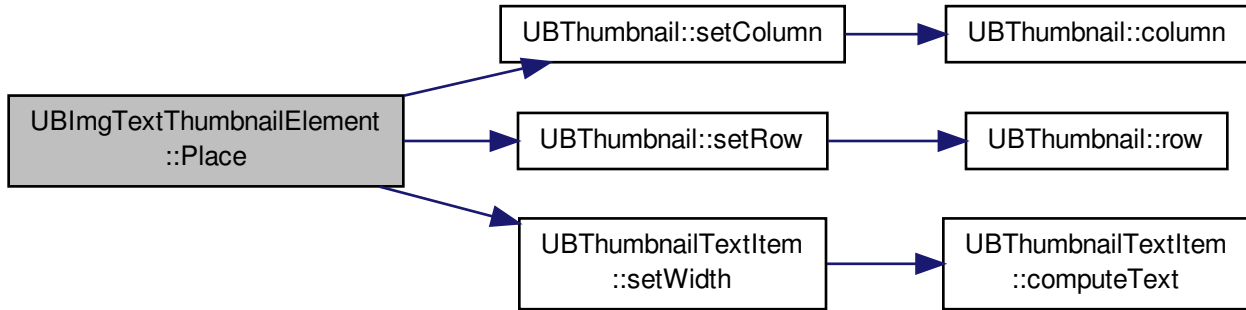 UBImgTextThumbnailElement
::Place
UBThumbnail::setColumn
UBThumbnail::column
UBThumbnail::setRow
UBThumbnail::row
UBThumbnailTextItem
::setWidth
UBThumbnailTextItem
::computeText